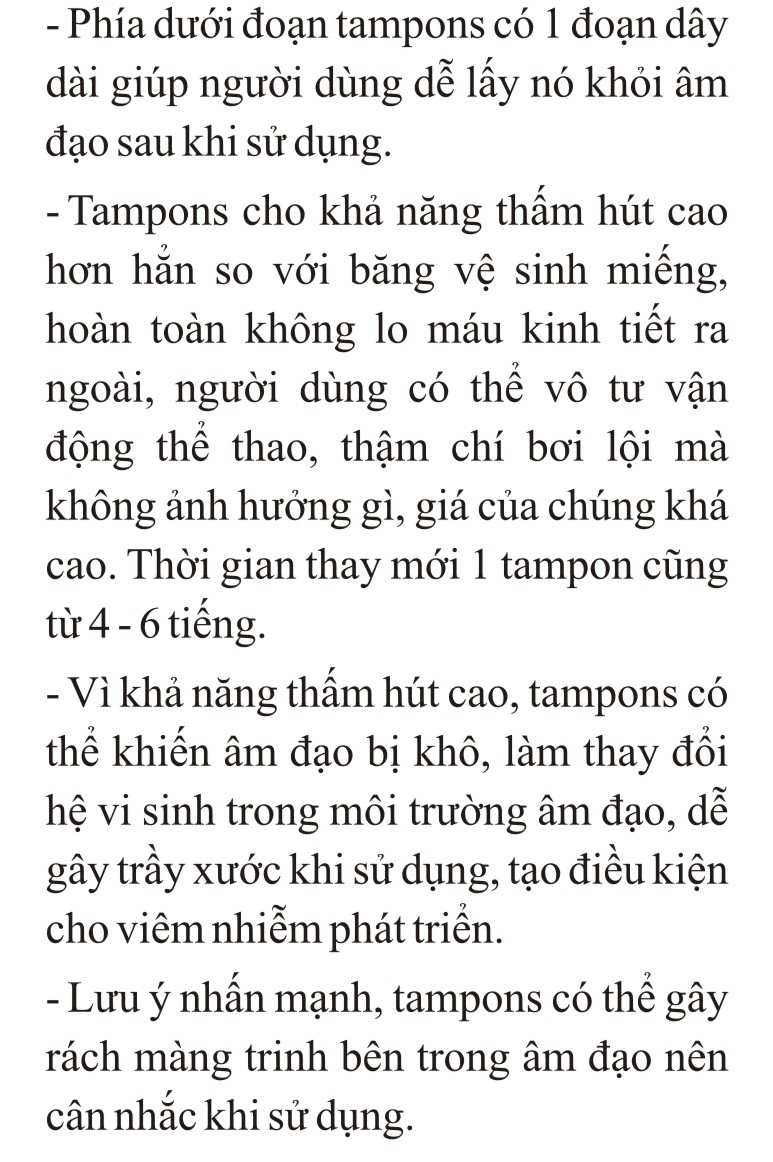 - Phía dưới đoạn tampons có 1 đoạn dây
dài giúp người dùng dễ lấy nó khỏi âm
đạo sau khi sử dụng.
- Tampons cho khả năng thấm hút cao
hơn hẳn so với băng vệ sinh miếng,
hoàn toàn không lo máu kinh tiết ra
ngoài, người dùng có thể vô tư vận
động thể thao, thậm chí bơi lội mà
không ảnh hưởng gì, giá của chúng khá
cao. Thời gian thay mới 1 tampon cũng
từ 4 - 6 tiếng.
- Vì khả năng thấm hút cao, tampons có
thể khiến âm đạo bị khô, làm thay đổi
hệ vi sinh trong môi trường âm đạo, dễ
gây trầy xước khi sử dụng, tạo điều kiện
cho viêm nhiễm phát triển.
- Lưu ý nhấn mạnh, tampons có thể gây
rách màng trinh bên trong âm đạo nên
cân nhắc khi sử dụng.